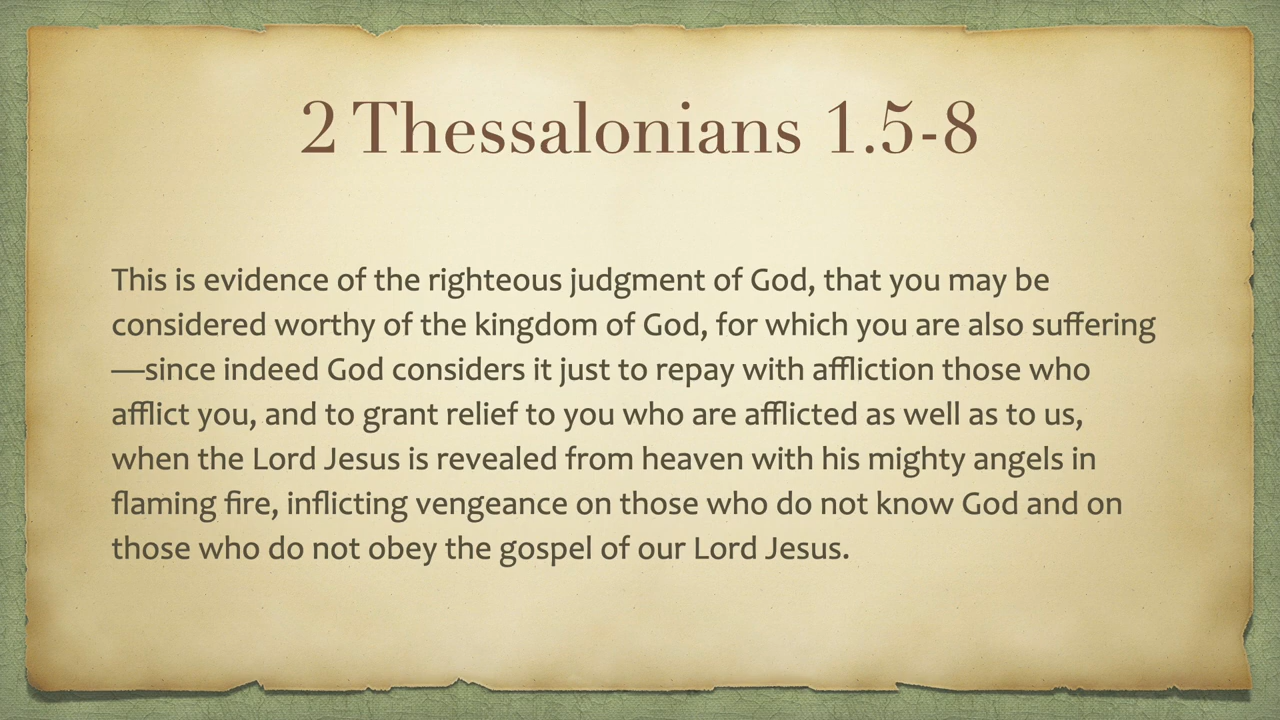 2 Thessalonians 1.5-8
This is evidence of the righteous judgment of God, that you may be
considered worthy of the kingdom of God, for which you are also suffering
—since indeed God considers it just to repay with affliction those who
afflict you, and to grant relief to you who are afflicted as well as to us,
when the Lord Jesus is revealed from heaven with his mighty angels in
flaming fire, inflicting vengeance on those who do not know God and on
those who do not obey the gospel of our Lord Jesus.